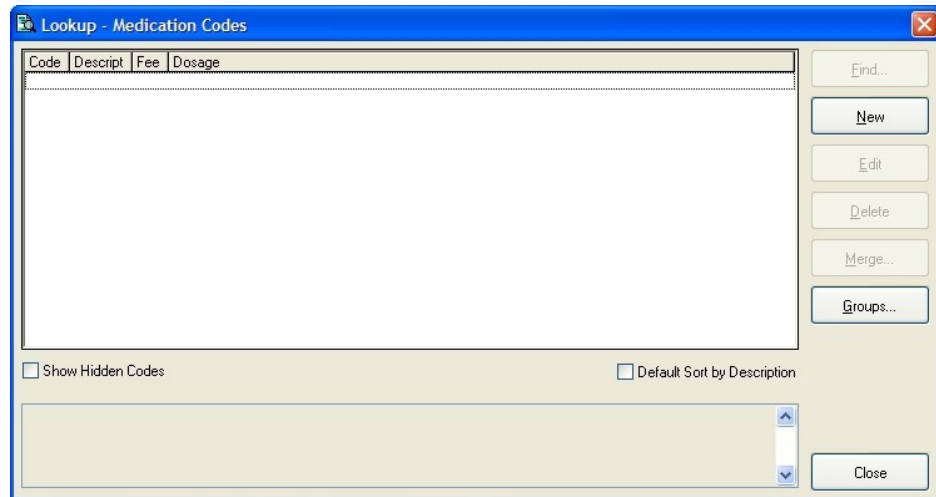 Lookup - Medication Codes
Code Descript Fee Dosage
Find...
New
Edit
Delete
Merge...
Groups...
Show Hidden Codes
Default Sort by Description
Close